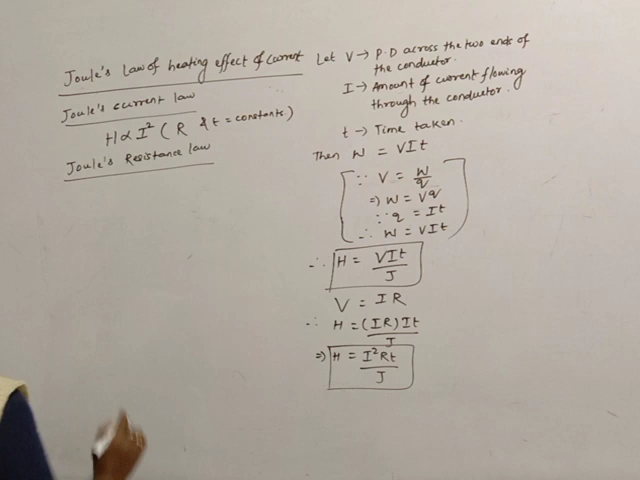 Joule's Law of heating effect of current
Joule's current law
H ∝ I² ( R & t = constants.)
Joule's Resistance law
Let V → P.D across the two ends of
the conductor.
I → Amount of current flowing
through the conductor.
t → Time taken.
Then W = VIt
∵ V = W/q
⇒ W = Vq
∵ q = It
∴ W = VIt
∴ H = VIt/J
V = IR
∴ H = (IR)It/J
⇒ H = I²Rt/J